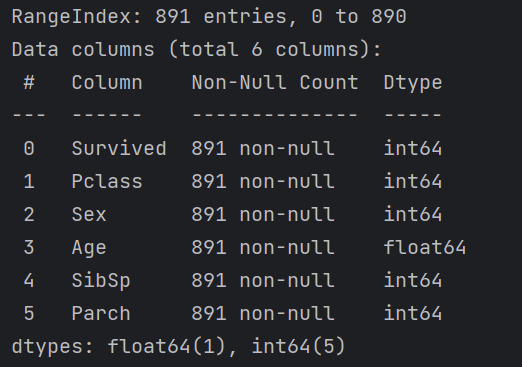 RangeIndex: 891 entries, 0 to 890
Data columns (total 6 columns):
 #   Column    Non-Null Count  Dtype
---  ------    --------------  -----
 0   Survived  891 non-null    int64
 1   Pclass    891 non-null    int64
 2   Sex       891 non-null    int64
 3   Age       891 non-null    float64
 4   SibSp     891 non-null    int64
 5   Parch     891 non-null    int64
dtypes: float64(1), int64(5)